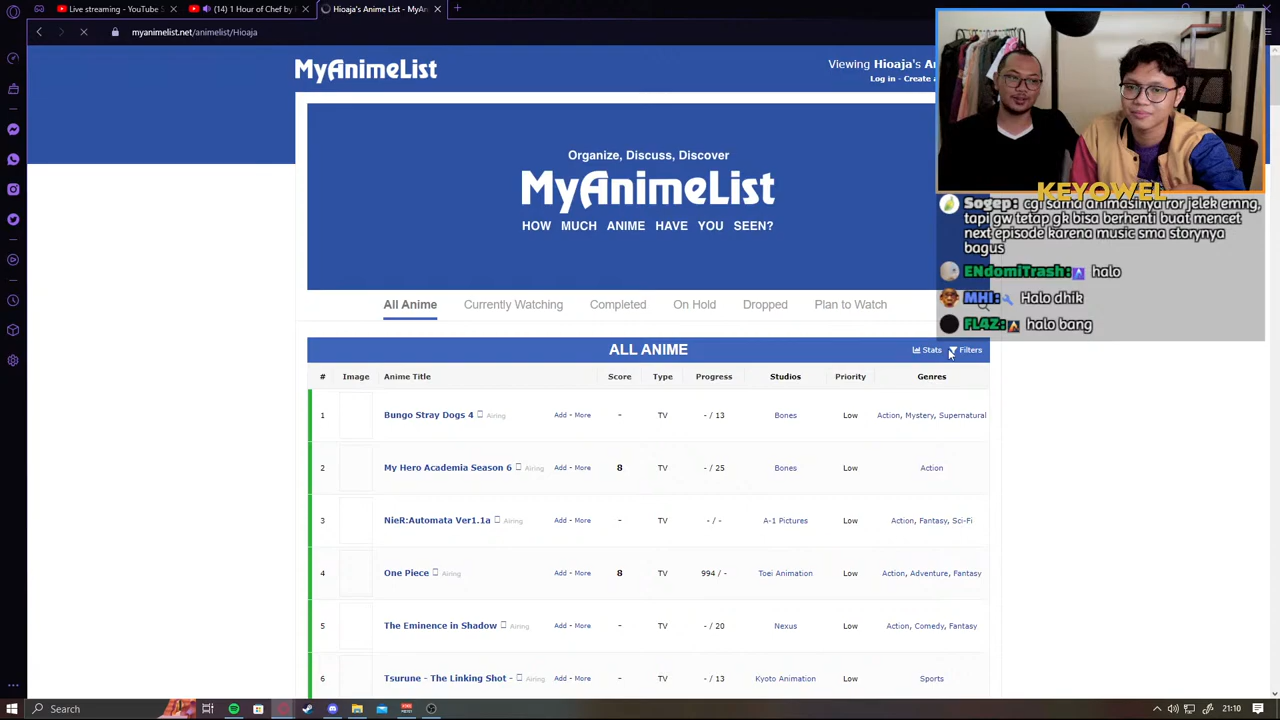 (5) YouTube
(14) 1 Hour of Chef by
Hioaja's Anime List - MyAn
myanimelist.net/animelist/Hioaja
MyAnimeList
Viewing Hioaja's
Log in - Create
Organize, Discuss, Discover
MyAnimeList
HOW MUCH ANIME HAVE YOU SEEN?
KEYOWEL
Sogep: cgi sama animasinya ror jelek emng,
tapi gw tetap gk bisa berhenti buat mencet
next episode karena music sma storynya
bagus
ENdomiTrash: halo
MHI: Halo dhik
FL4Z: halo bang
All Anime Currently Watching Completed On Hold Dropped Plan to Watch
ALL ANIME Stats Filters
# Image Anime Title Score Type Progress Studios Priority Genres
1 Bungo Stray Dogs 4 Airing Add - More - TV - / 13 Bones Low Action, Mystery, Supernatural
2 My Hero Academia Season 6 Airing Add - More 8 TV - / 25 Bones Low Action
3 NieR:Automata Ver1.1a Airing Add - More - TV - / - A-1 Pictures Low Action, Fantasy, Sci-Fi
4 One Piece Airing Add - More 8 TV 994 / - Toei Animation Low Action, Adventure, Fantasy
5 The Eminence in Shadow Airing Add - More - TV - / 20 Nexus Low Action, Comedy, Fantasy
6 Tsurune - The Linking Shot - Airing Add - More - TV - / 13 Kyoto Animation Low Sports
Search
21:10